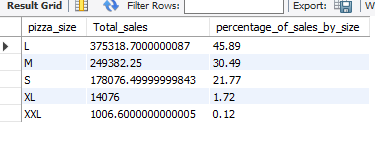 Result Grid Filter Rows: Export:
pizza_size Total_sales percentage_of_sales_by_size
L 375318.7000000087 45.89
M 249382.25 30.49
S 178076.49999999843 21.77
XL 14076 1.72
XXL 1006.6000000000005 0.12